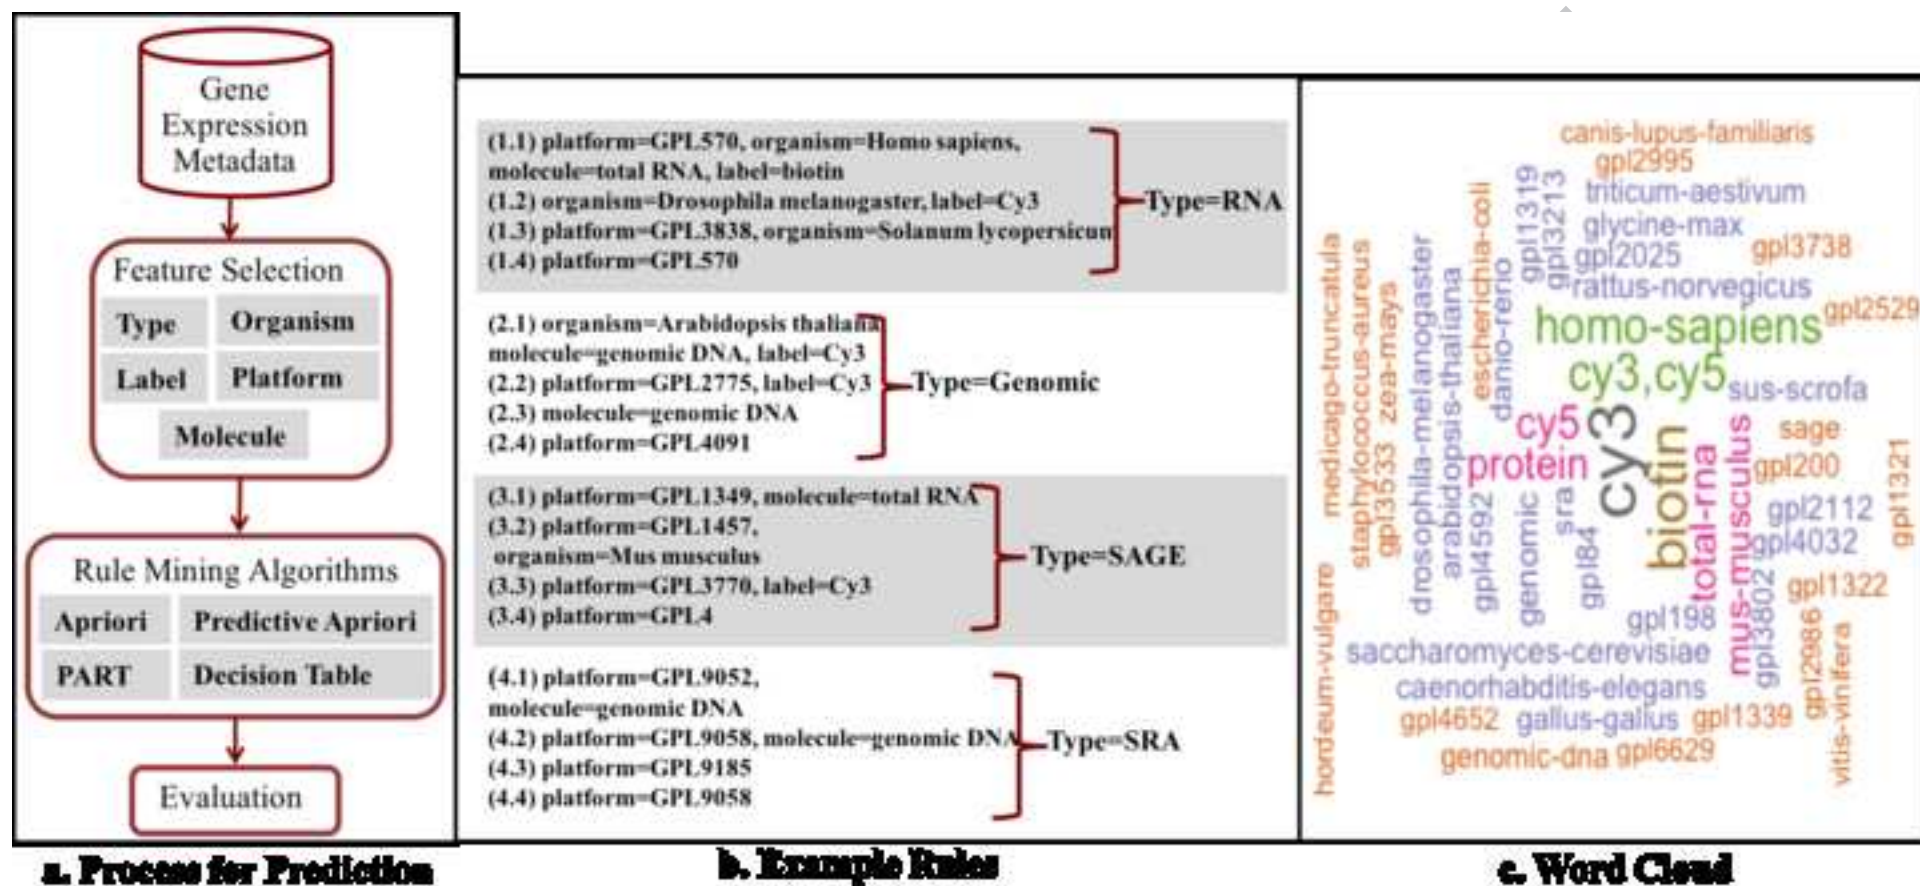 Gene
Expression
Metadata
Feature Selection
Type
Organism
Label
Platform
Molecule
Rule Mining Algorithms
Apriori
Predictive Apriori
PART
Decision Table
Evaluation
a. Process for Prediction
(1.1) platform=GPL570, organism=Homo sapiens,
molecule=total RNA, label=biotin
(1.2) organism=Drosophila melanogaster, label=Cy3
(1.3) platform=GPL3838, organism=Solanum lycopersicun
(1.4) platform=GPL570
Type=RNA
(2.1) organism=Arabidopsis thaliana
molecule=genomic DNA, label=Cy3
(2.2) platform=GPL2775, label=Cy3
(2.3) molecule=genomic DNA
(2.4) platform=GPL4091
Type=Genomic
(3.1) platform=GPL1349, molecule=total RNA
(3.2) platform=GPL1457,
organism=Mus musculus
(3.3) platform=GPL3770, label=Cy3
(3.4) platform=GPL4
Type=SAGE
(4.1) platform=GPL9052,
molecule=genomic DNA
(4.2) platform=GPL9058, molecule=genomic DNA
(4.3) platform=GPL9185
(4.4) platform=GPL9058
Type=SRA
b. Example Rules
canis-lupus-familiaris
gpl2995
triticum-aestivum
glycine-max
gpl2025
gpl3738
rattus-norvegicus
gpl2529
homo-sapiens
cy3,cy5
sus-scrofa
cy5
protein
cy3
biotin
total-rna
mus-musculus
sage
gpl200
gpl2112
gpl4032
gpl1321
gpl1322
gpl3802
gpl2986
vitis-vinifera
gpl198
gpl84
sra
genomic
gpl4592
gpl1319
gpl3213
danio-rerio
escherichia-coli
arabidopsis-thaliana
drosophila-melanogaster
zea-mays
gpl3533
staphylococcus-aureus
medicago-truncatula
hordeum-vulgare
saccharomyces-cerevisiae
caenorhabditis-elegans
gpl4652
gallus-gallus
gpl1339
genomic-dna
gpl6629
c. Word Cloud